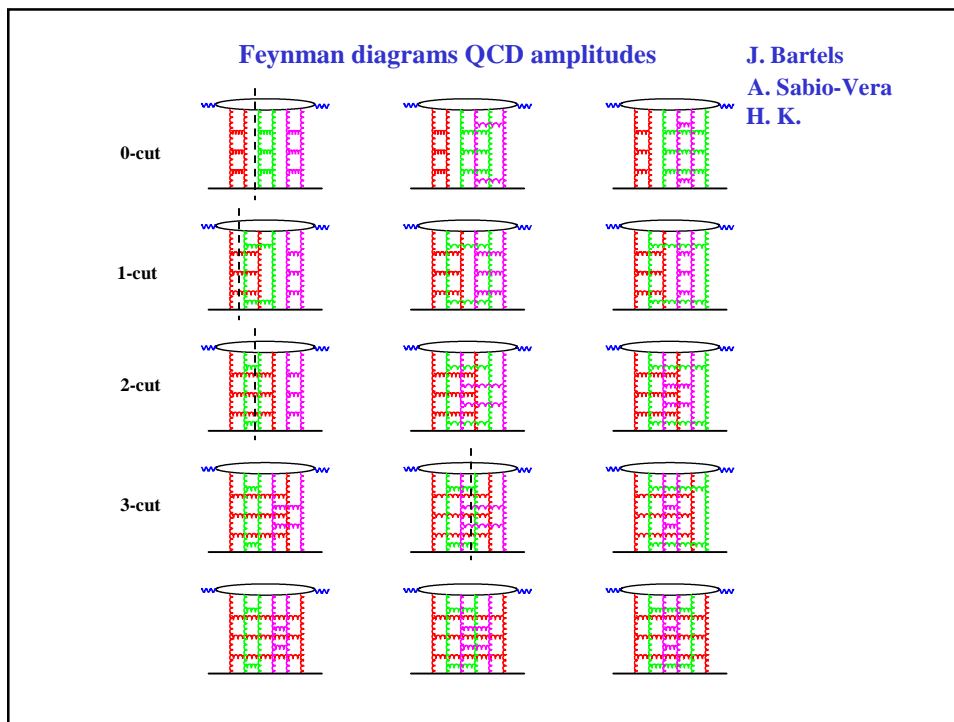 Feynman diagrams QCD amplitudes
J. Bartels
A. Sabio-Vera
H. K.
0-cut
1-cut
2-cut
3-cut